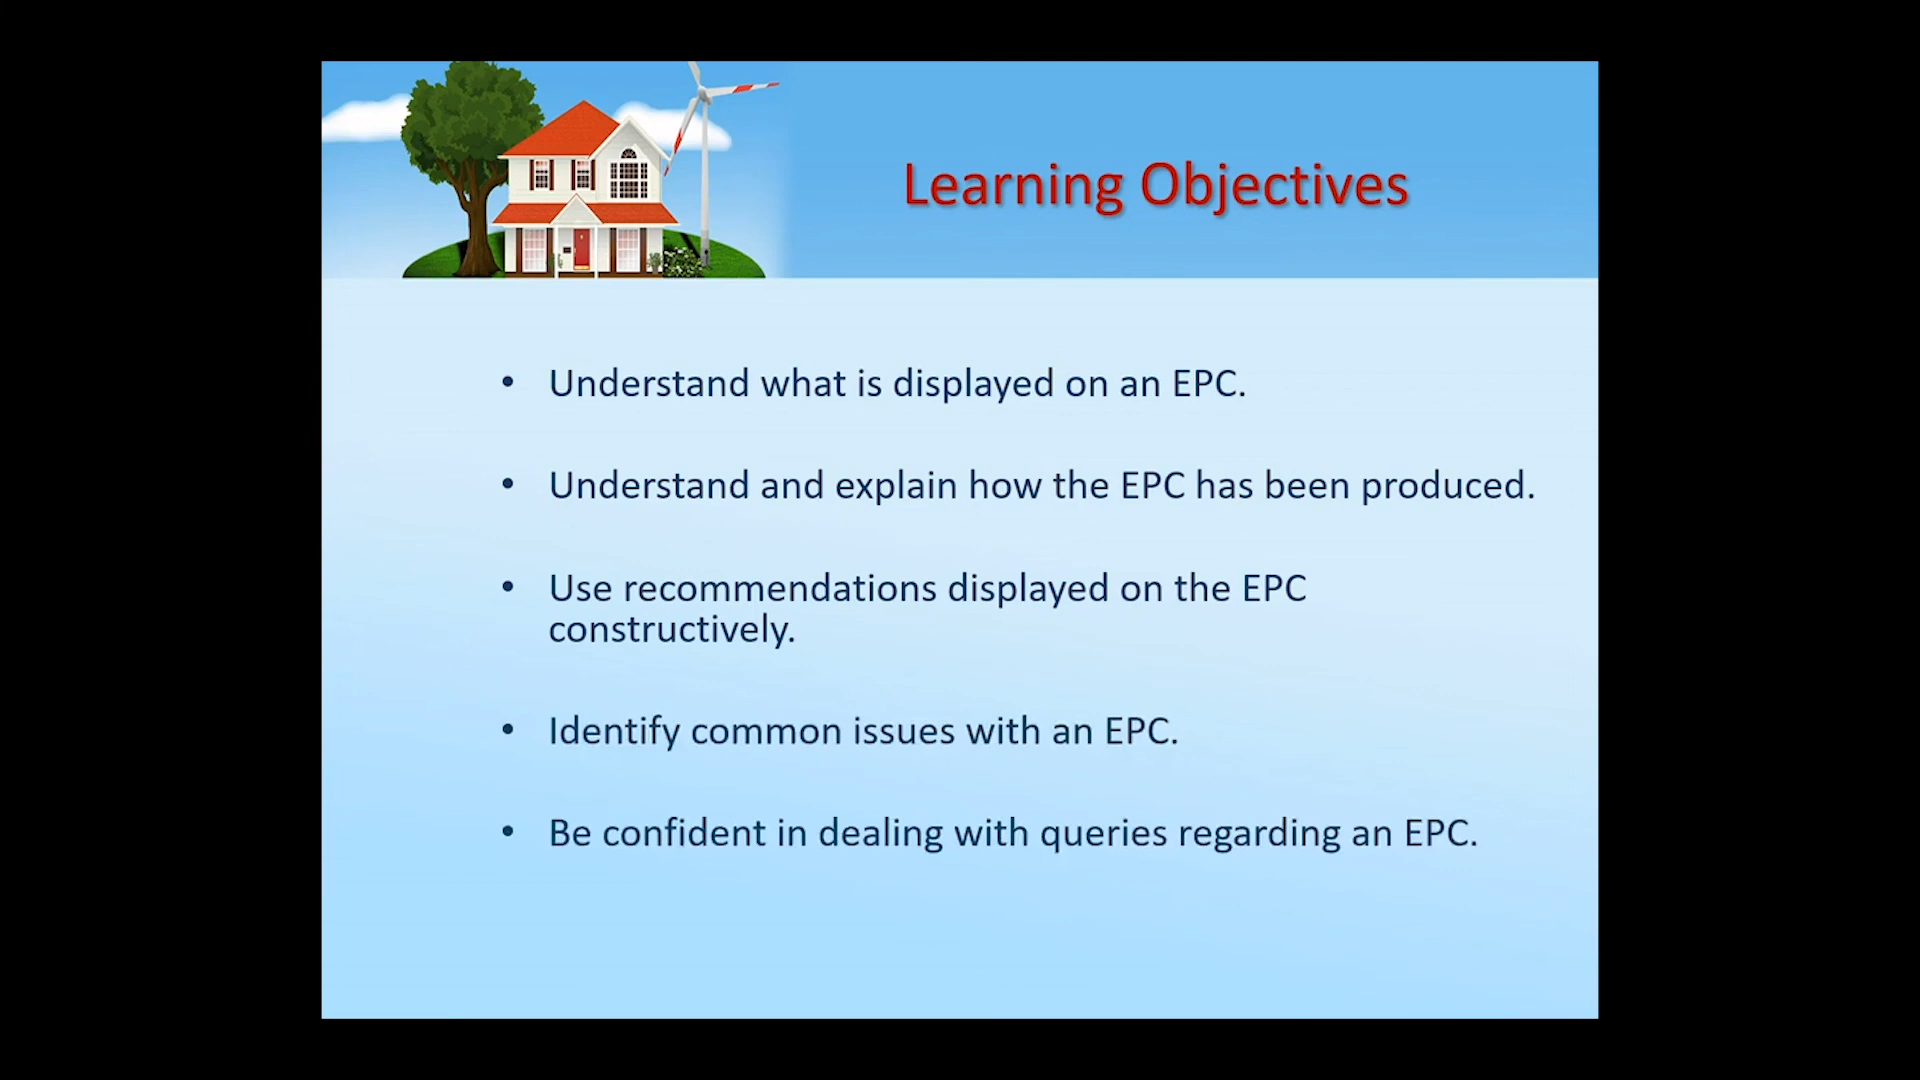 Learning Objectives
• Understand what is displayed on an EPC.
• Understand and explain how the EPC has been produced.
• Use recommendations displayed on the EPC
constructively.
• Identify common issues with an EPC.
• Be confident in dealing with queries regarding an EPC.